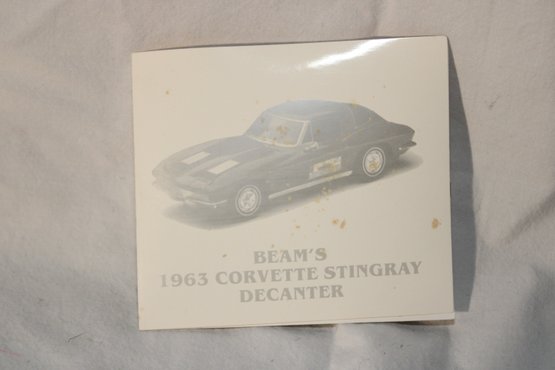 BEAM'S
1963 CORVETTE STINGRAY
DECANTER